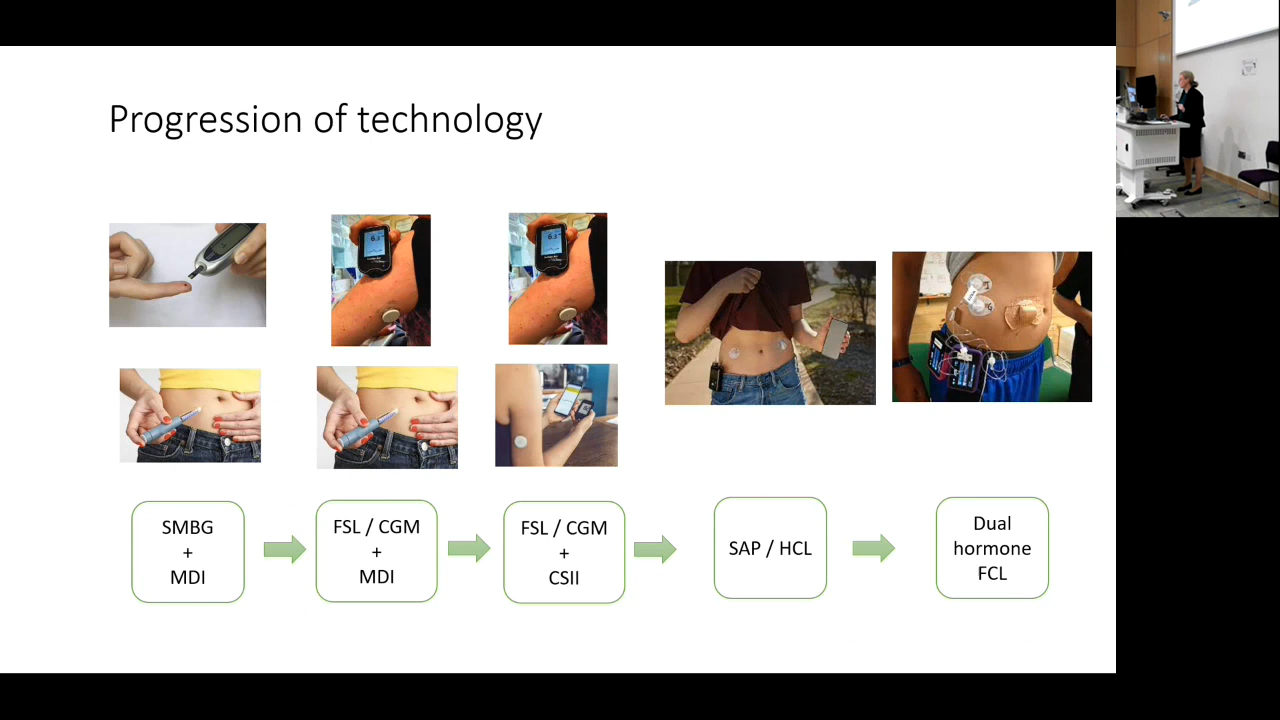 Progression of technology
SMBG
+
MDI
FSL / CGM
+
MDI
FSL / CGM
+
CSII
SAP / HCL
Dual
hormone
FCL